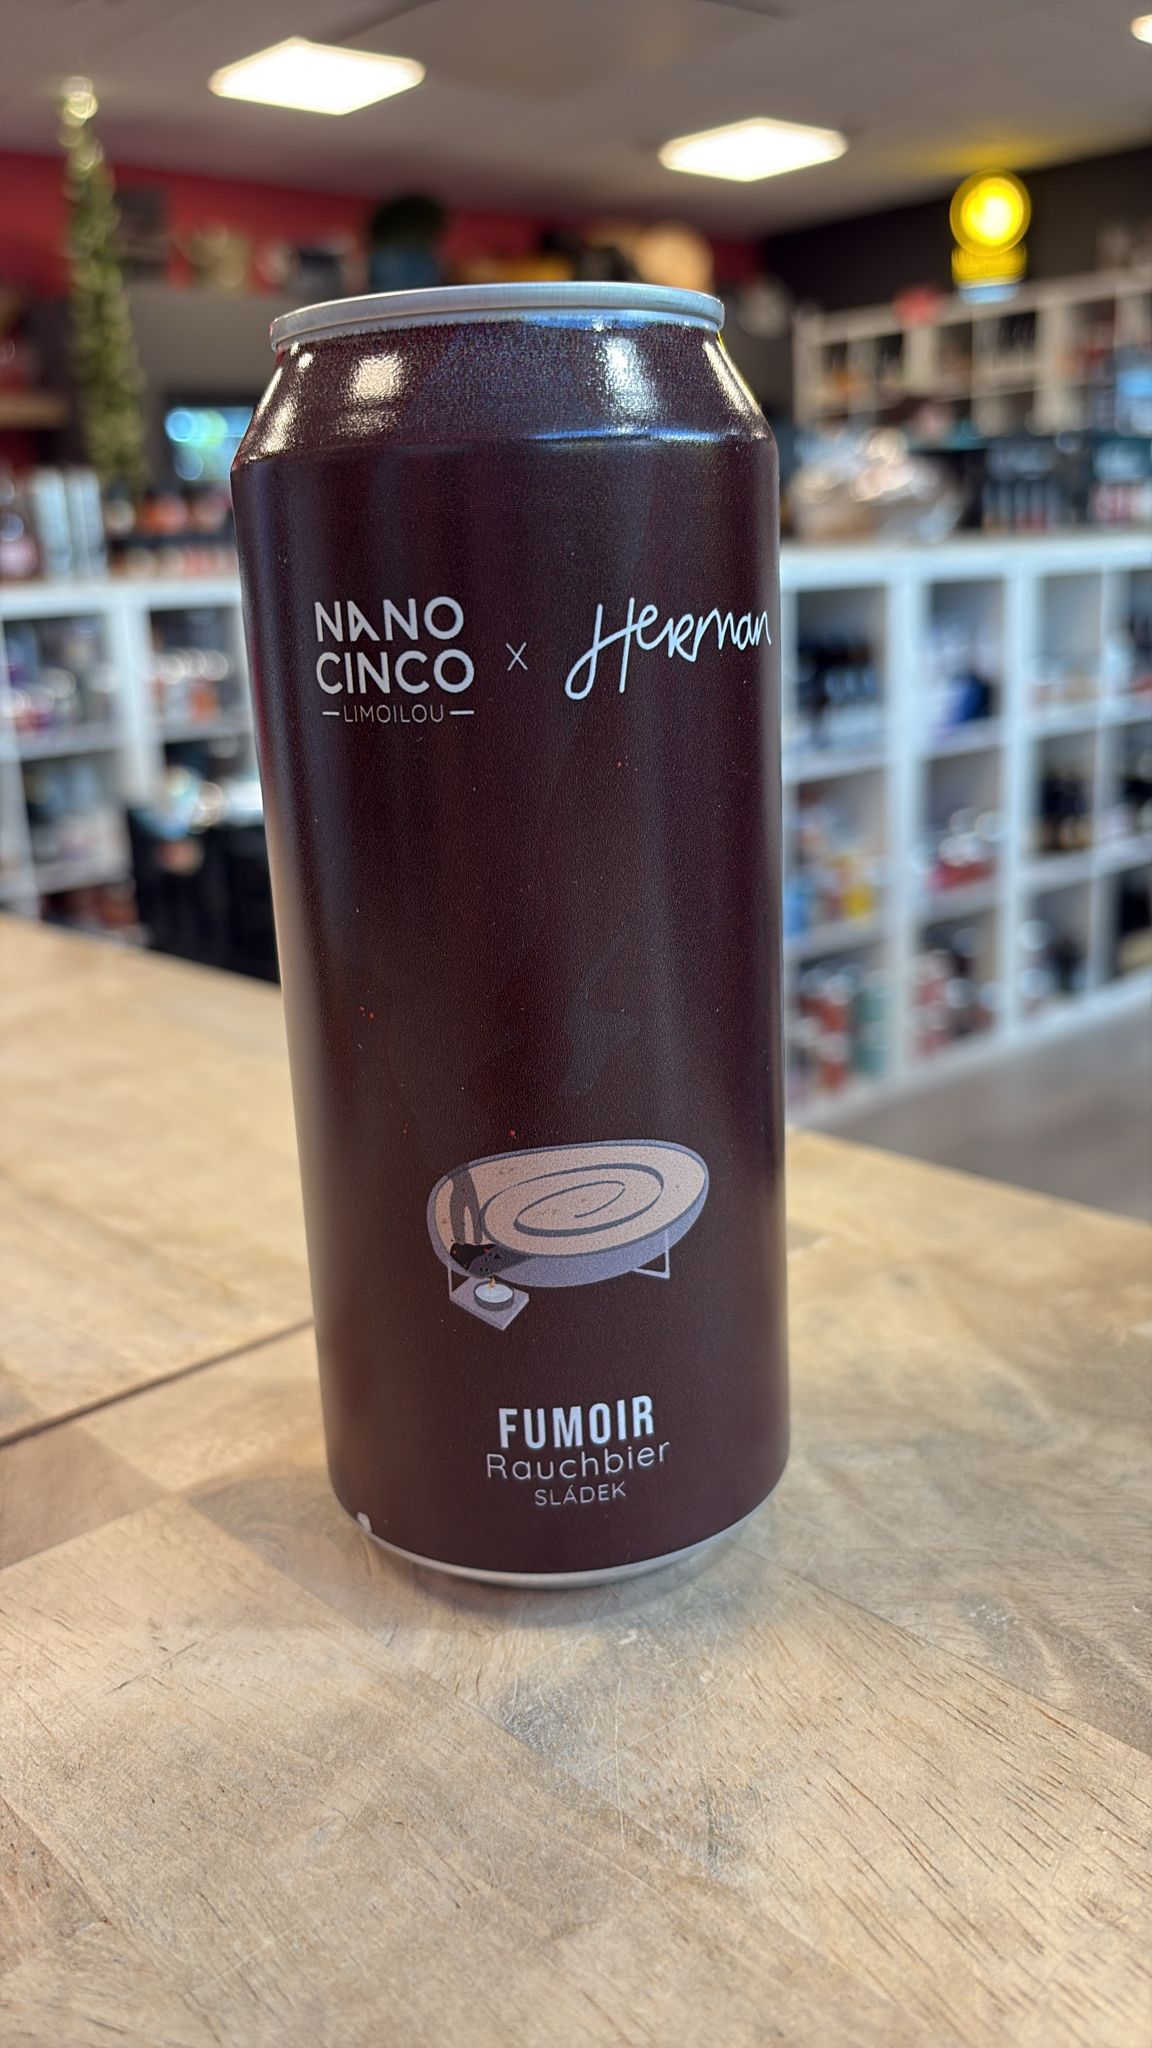 NANO
CINCO
LIMOILOU
x
Herman
FUMOIR
Rauchbier
SLÁDEK